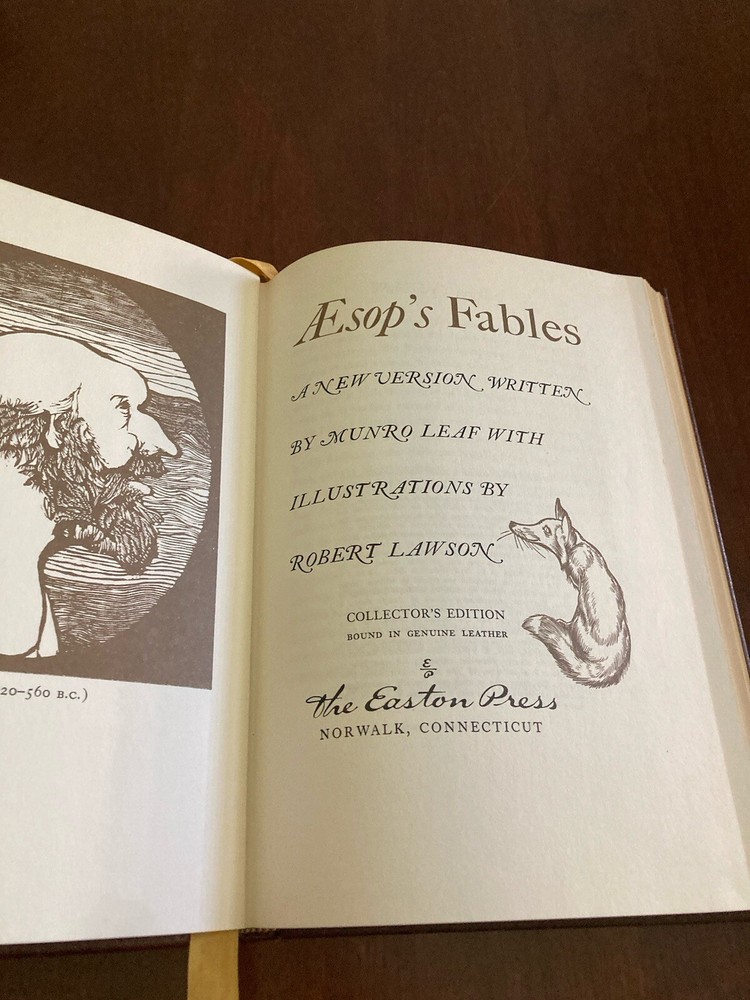 20–560 B.C.)
ÆSOP'S Fables
A NEW VERSION WRITTEN
BY MUNRO LEAF WITH
ILLUSTRATIONS BY
ROBERT LAWSON
COLLECTOR'S EDITION
BOUND IN GENUINE LEATHER
E
P
The Easton Press
NORWALK, CONNECTICUT